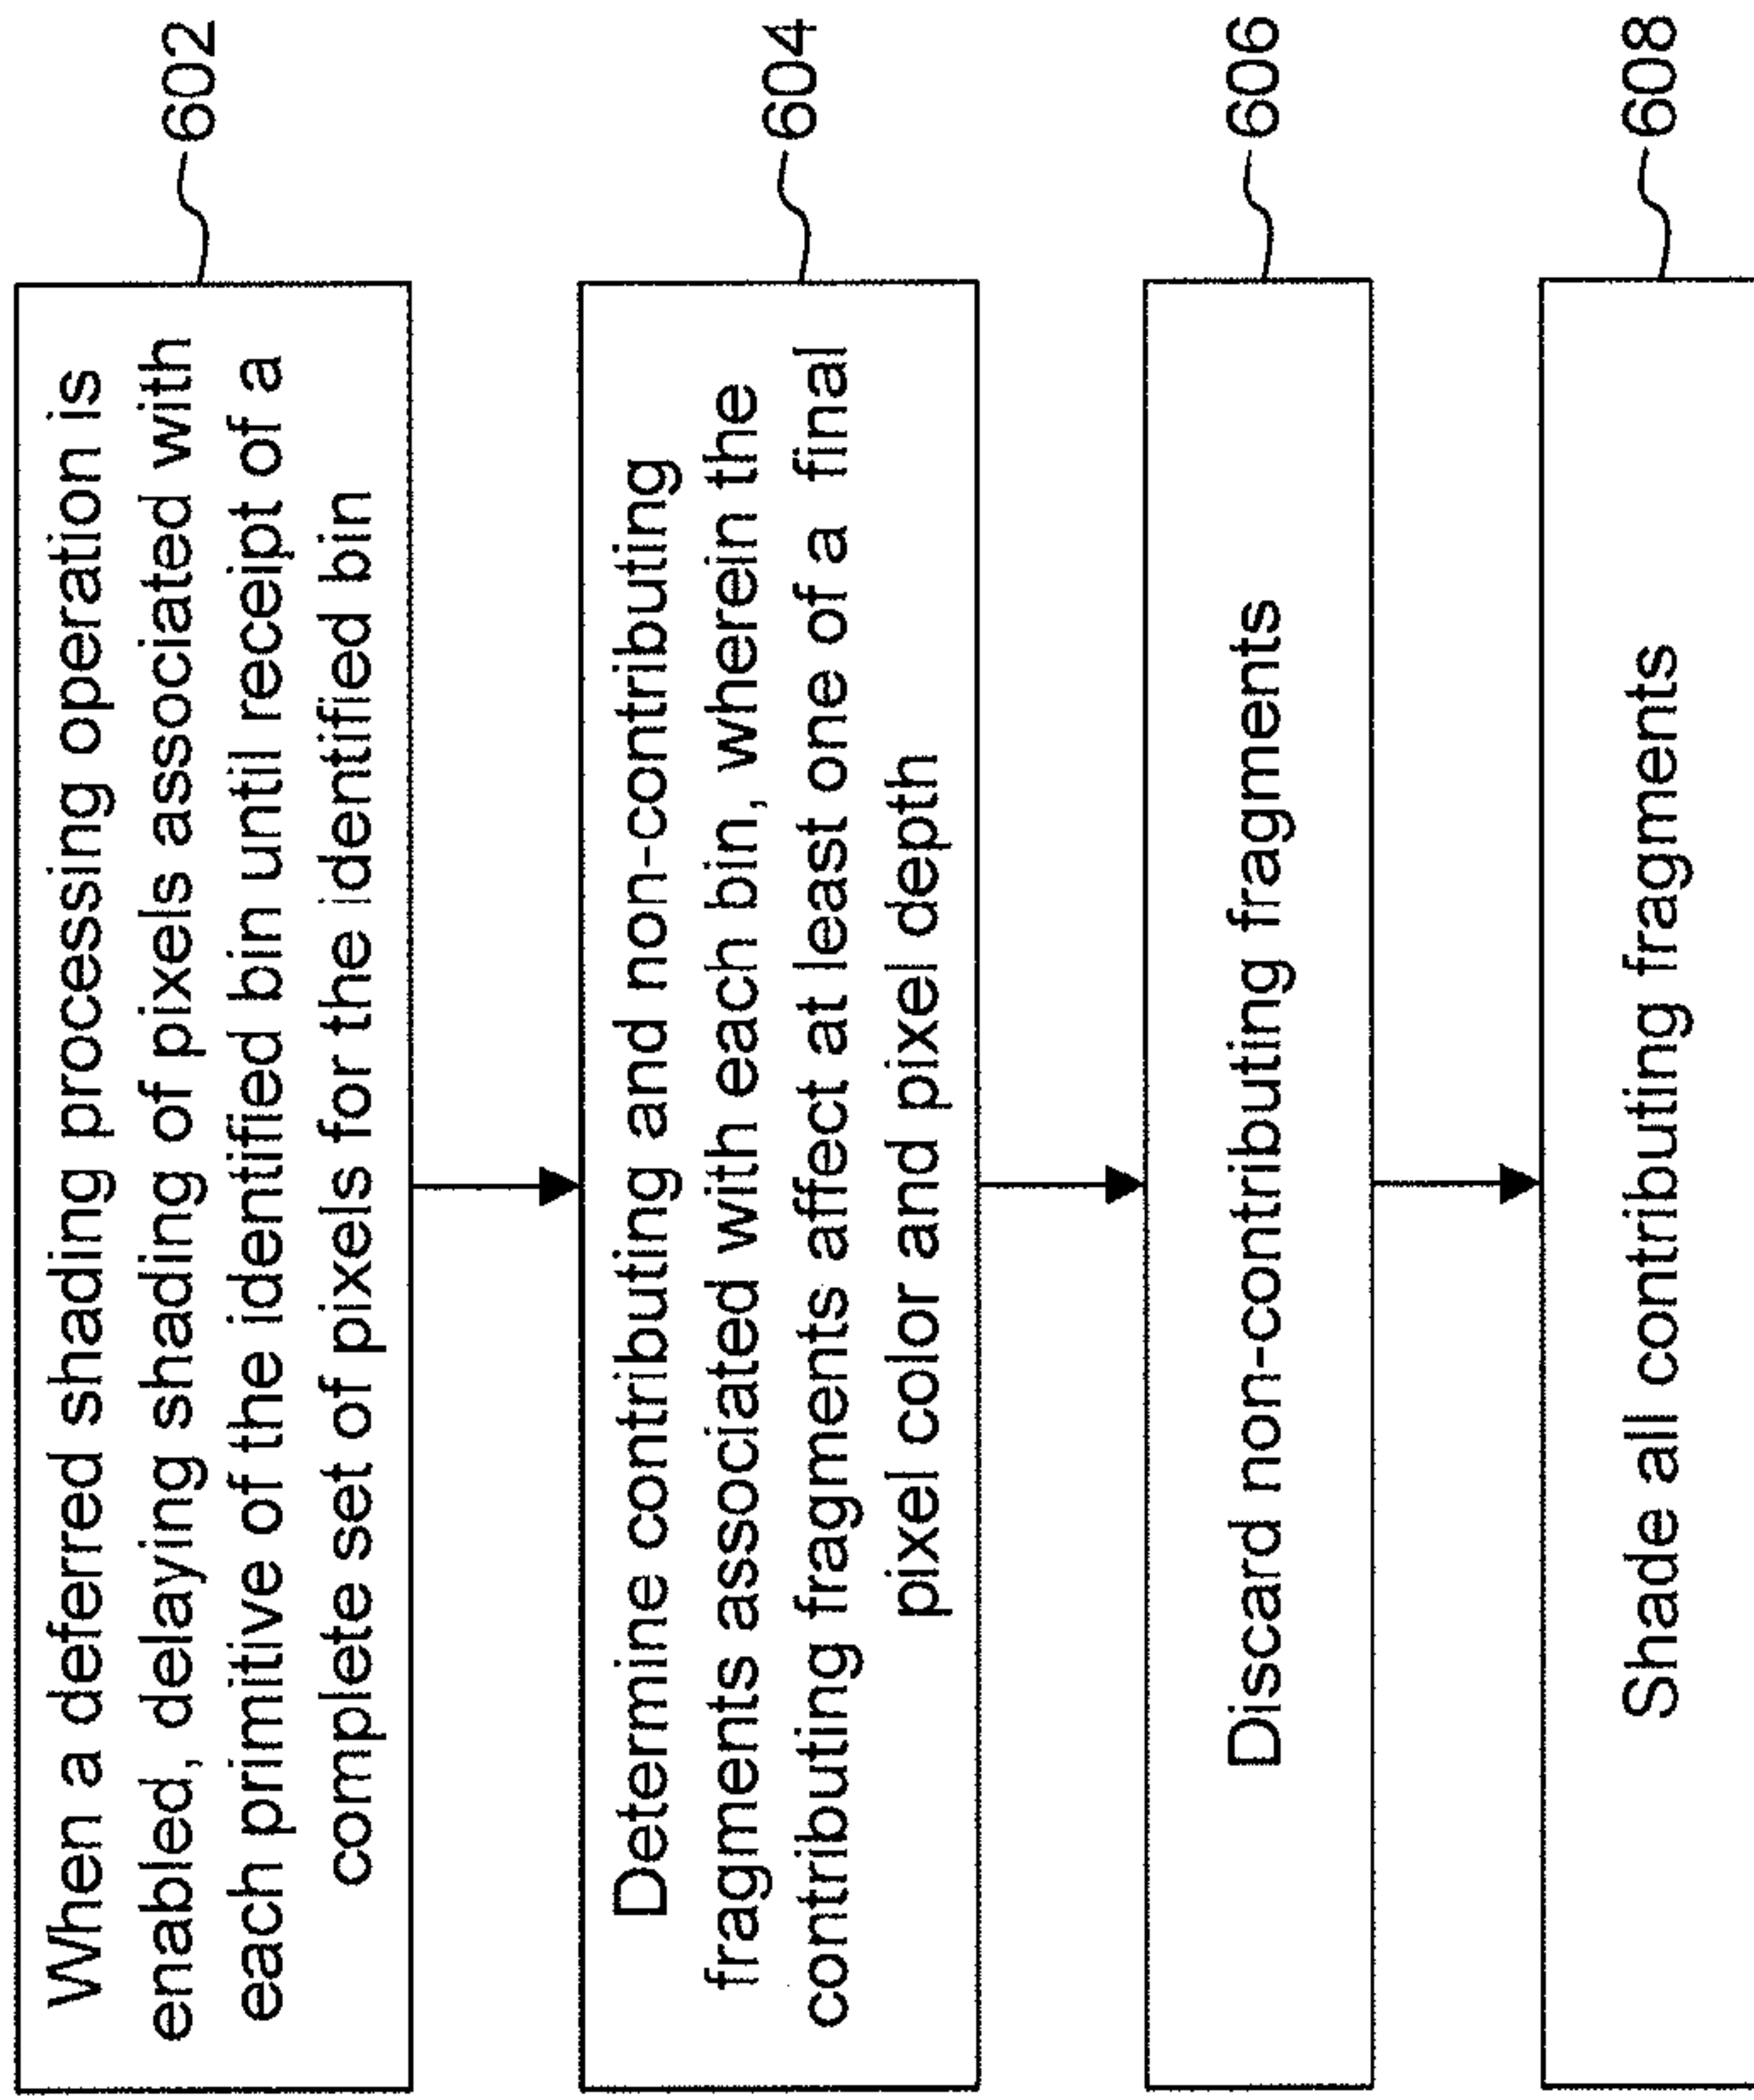 When a deferred shading processing operation is
enabled, delaying shading of pixels associated with
each primitive of the identified bin until receipt of a
complete set of pixels for the identified bin
602
Determine contributing and non-contributing
fragments associated with each bin, wherein the
contributing fragments affect at least one of a final
pixel color and pixel depth
604
Discard non-contributing fragments
606
Shade all contributing fragments
608